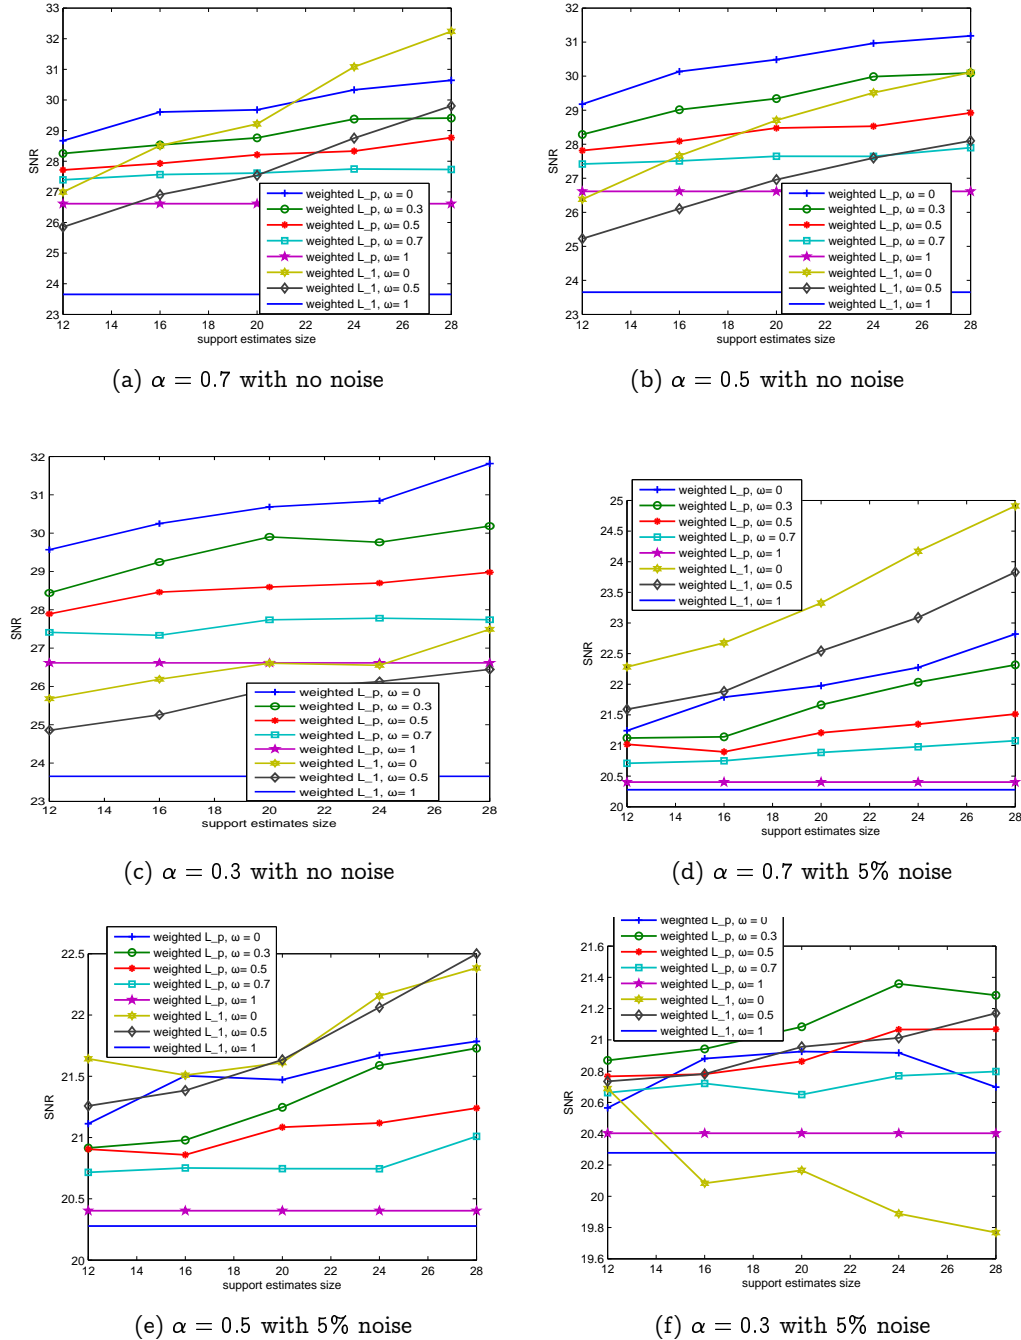 33
32
31
30
29
28
27
26
25
24
23
SNR
12 14 16 18 20 22 24 26 28
support estimates size
weighted L_p, ω = 0
weighted L_p, ω = 0.3
weighted L_p, ω= 0.5
weighted L_p, ω = 0.7
weighted L_p, ω= 1
weighted L_1, ω = 0
weighted L_1, ω= 0.5
weighted L_1, ω= 1
(a) α = 0.7 with no noise
32
31
30
29
28
27
26
25
24
23
SNR
12 14 16 18 20 22 24 26 28
support estimates size
weighted L_p, ω = 0
weighted L_p, ω = 0.3
weighted L_p, ω= 0.5
weighted L_p, ω = 0.7
weighted L_p, ω= 1
weighted L_1, ω = 0
weighted L_1, ω= 0.5
weighted L_1, ω= 1
(b) α = 0.5 with no noise
32
31
30
29
28
27
26
25
24
23
SNR
12 14 16 18 20 22 24 26 28
support estimates size
weighted L_p, ω = 0
weighted L_p, ω = 0.3
weighted L_p, ω= 0.5
weighted L_p, ω = 0.7
weighted L_p, ω= 1
weighted L_1, ω= 0
weighted L_1, ω= 0.5
weighted L_1, ω= 1
(c) α = 0.3 with no noise
weighted L_p, ω= 0
weighted L_p, ω= 0.3
weighted L_p, ω= 0.5
weighted L_p, ω = 0.7
weighted L_p, ω= 1
weighted L_1, ω= 0
weighted L_1, ω= 0.5
weighted L_1, ω= 1
25
24.5
24
23.5
23
22.5
22
21.5
21
20.5
20
SNR
12 14 16 18 20 22 24 26 28
support estimates size
(d) α = 0.7 with 5% noise
weighted L_p, ω = 0
weighted L_p, ω = 0.3
weighted L_p, ω= 0.5
weighted L_p, ω = 0.7
weighted L_p, ω= 1
weighted L_1, ω= 0
weighted L_1, ω= 0.5
weighted L_1, ω= 1
22.5
22
21.5
21
20.5
20
SNR
12 14 16 18 20 22 24 26 28
support estimates size
(e) α = 0.5 with 5% noise
weighted L_p, ω = 0
weighted L_p, ω = 0.3
weighted L_p, ω= 0.5
weighted L_p, ω = 0.7
weighted L_p, ω= 1
weighted L_1, ω= 0
weighted L_1, ω= 0.5
weighted L_1, ω= 1
21.6
21.4
21.2
21
20.8
20.6
20.4
20.2
20
19.8
19.6
SNR
12 14 16 18 20 22 24 26 28
support estimates size
(f) α = 0.3 with 5% noise